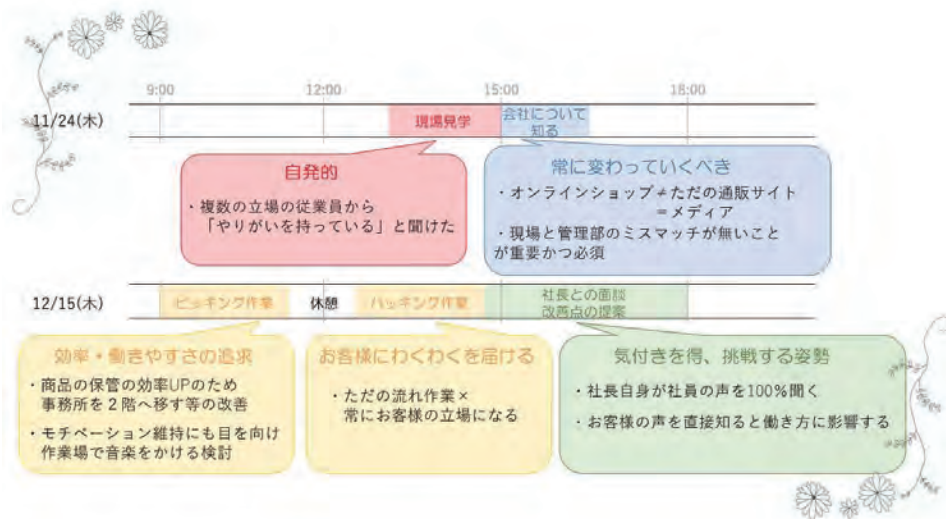 9:00 12:00 15:00 18:00
11/24(木)
現場見学
会社について
知る
自発的
・複数の立場の従業員から
「やりがいを持っている」と聞けた
常に変わっていくべき
・オンラインショップ≠ただの通販サイト
=メディア
・現場と管理部のミスマッチが無いこと
が重要かつ必須
12/15(木)
ピッキング作業
休憩
パッキング作業
社長との面談
改善点の提案
効率・働きやすさの追求
・商品の保管の効率UPのため
事務所を2階へ移す等の改善
・モチベーション維持にも目を向け
作業場で音楽をかける検討
お客様にわくわくを届ける
・ただの流れ作業×
常にお客様の立場になる
気付きを得、挑戦する姿勢
・社長自身が社員の声を100%聞く
・お客様の声を直接知ると働き方に影響する